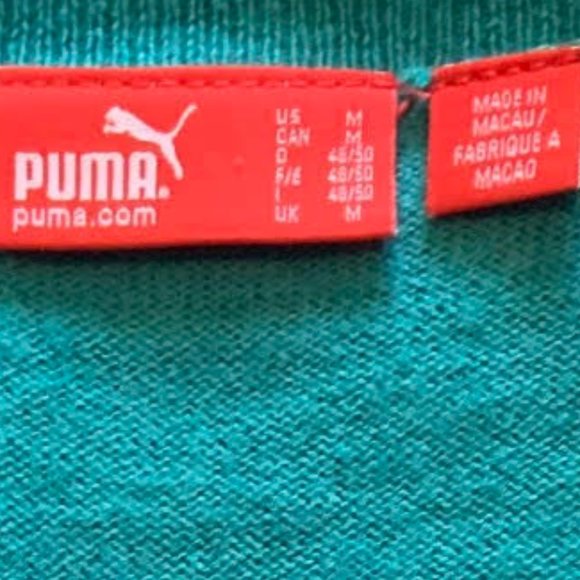 PUMA
puma.com
US M
CAN M
D 48/50
F/E 48/50
I 48/50
UK M
MADE IN
MACAU/
FABRIQUE A
MACAO